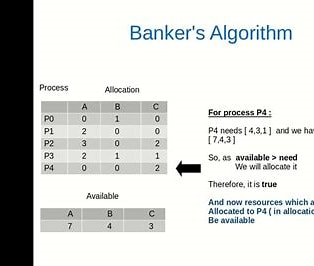 Banker's Algorithm
Process
Allocation
A B C
P0 0 1 0
P1 2 0 0
P2 3 0 2
P3 2 1 1
P4 0 0 2
Available
A B C
7 4 3
For process P4 :
P4 needs [ 4,3,1 ] and we hav
[ 7,4,3 ]
So, as available > need
We will allocate it
Therefore, it is true
And now resources which a
Allocated to P4 ( in allocatio
Be available